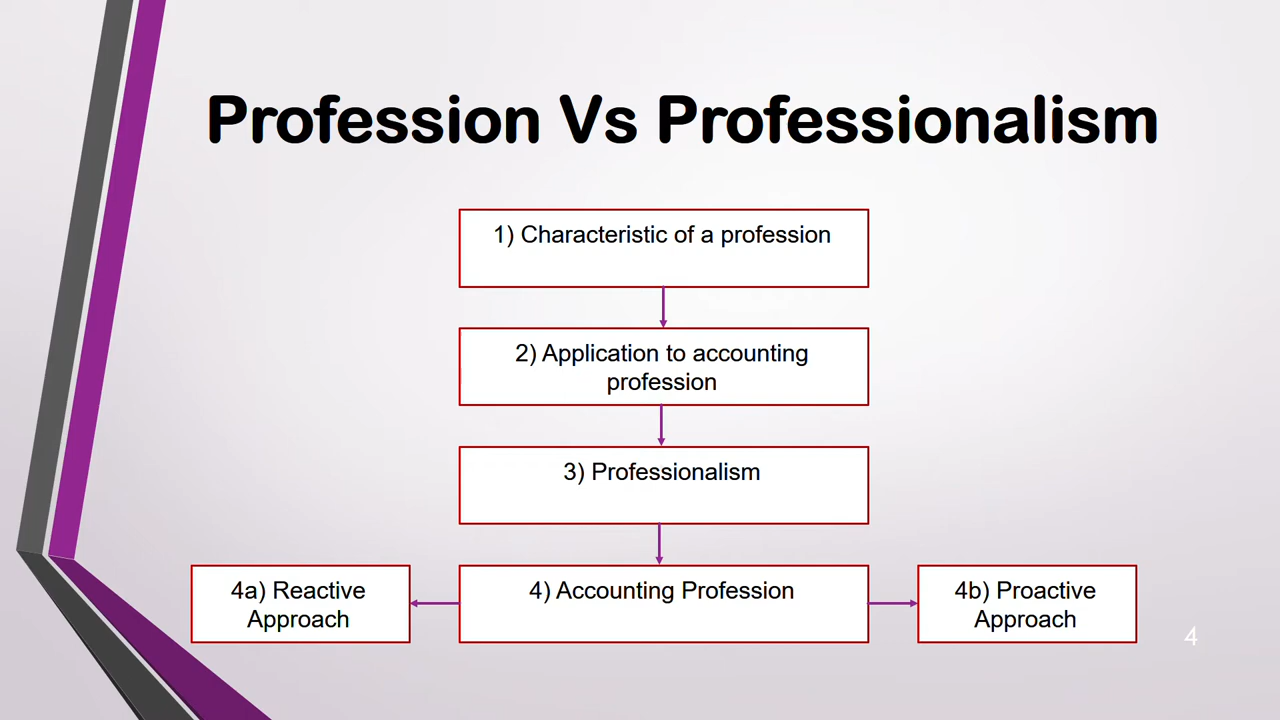 Profession Vs Professionalism
1) Characteristic of a profession
2) Application to accounting
profession
3) Professionalism
4a) Reactive
Approach
4) Accounting Profession
4b) Proactive
Approach
4